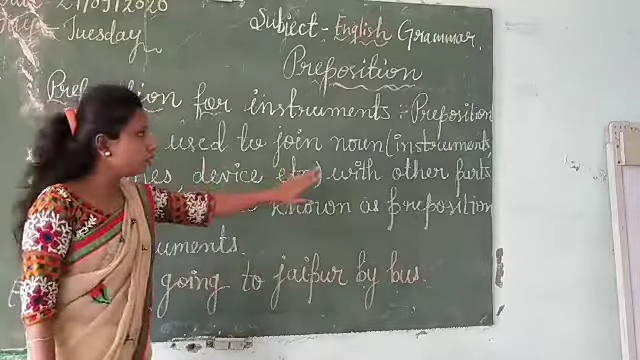 21/09/2020
Subject - English Grammar.
Tuesday
Preposition
Preposition for instruments :- Preposition
used to join noun (instruments,
device etc) with other parts
known as preposition
uments.
going to jaipur by bus.